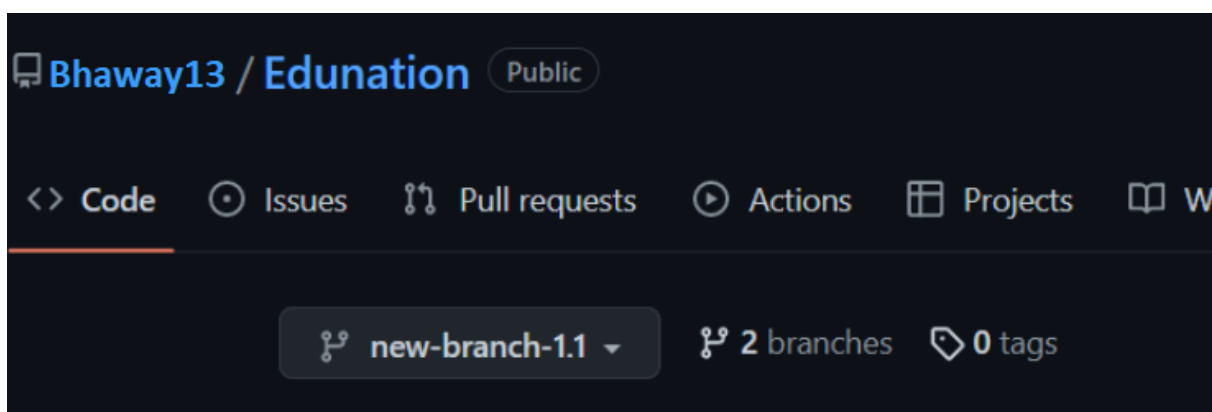 Bhaway13 / Edunation Public
<> Code Issues Pull requests Actions Projects W
new-branch-1.1 2 branches 0 tags